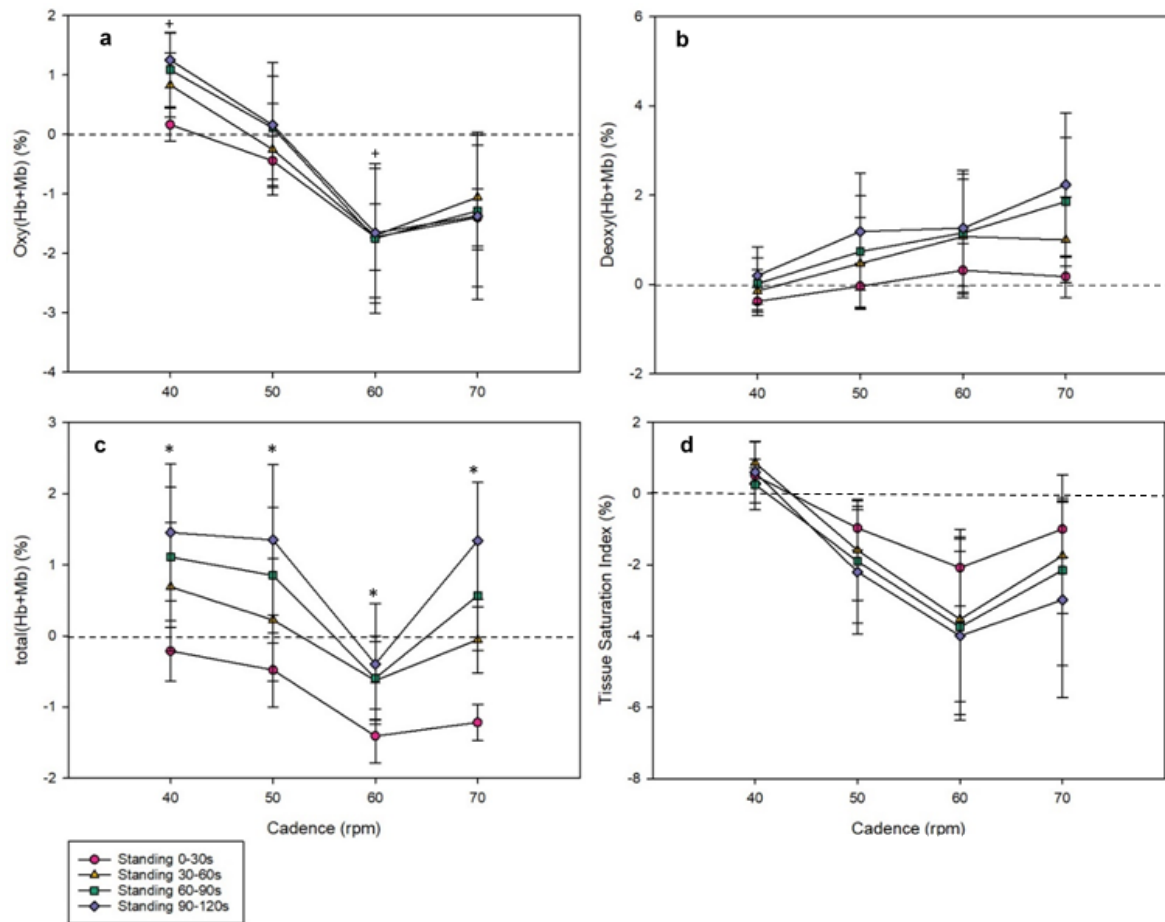 a
Oxy(Hb+Mb) (%)
2
1
0
-1
-2
-3
-4
40 50 60 70
+
+
b
Deoxy(Hb+Mb) (%)
6
4
2
0
-2
40 50 60 70
c
total(Hb+Mb) (%)
3
2
1
0
-1
-2
* * * *
40 50 60 70
Cadence (rpm)
d
Tissue Saturation Index (%)
2
0
-2
-4
-6
-8
40 50 60 70
Cadence (rpm)
Standing 0-30s
Standing 30-60s
Standing 60-90s
Standing 90-120s